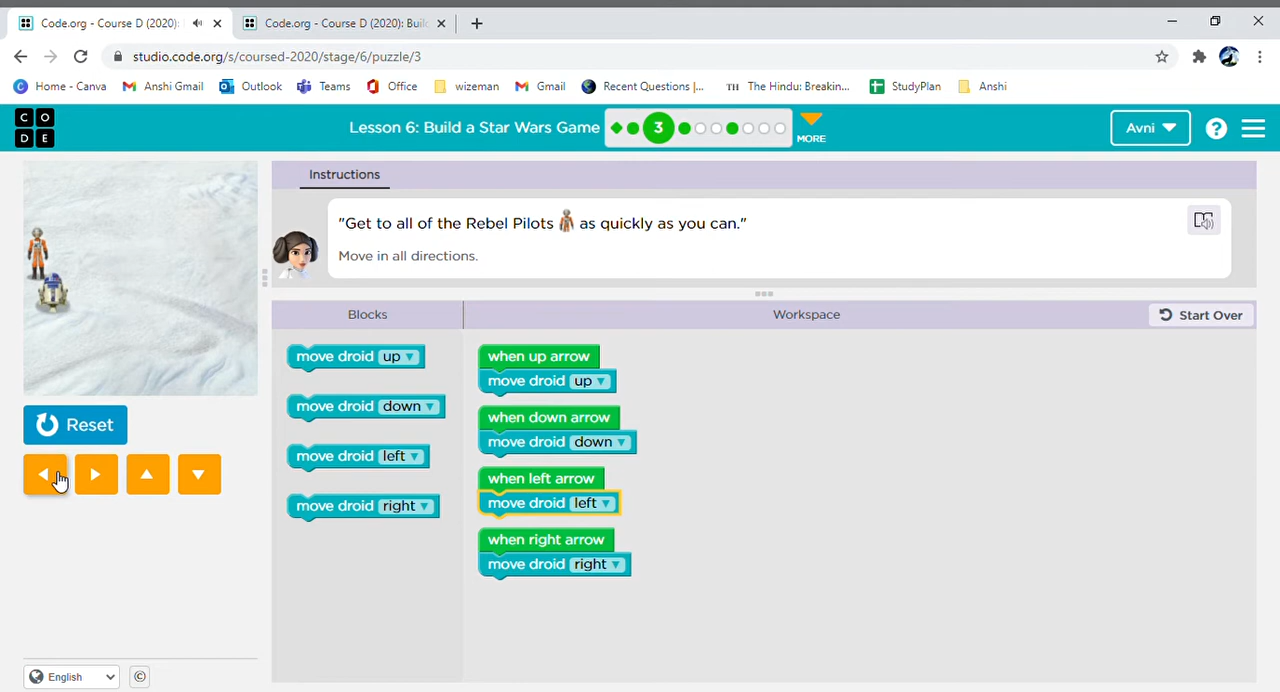 Code.org - Course D (2020):
Code.org - Course D (2020): Buil
studio.code.org/s/coursed-2020/stage/6/puzzle/3
Home - Canva
Anshi Gmail
Outlook
Teams
Office
wizeman
Gmail
Recent Questions |...
TH The Hindu: Breakin...
StudyPlan
Anshi
C O
D E
Lesson 6: Build a Star Wars Game
3
MORE
Avni
?
Instructions
"Get to all of the Rebel Pilots as quickly as you can."
Move in all directions.
Blocks
Workspace
Start Over
move droid up
move droid down
move droid left
move droid right
when up arrow
move droid up
when down arrow
move droid down
when left arrow
move droid left
when right arrow
move droid right
Reset
English
©